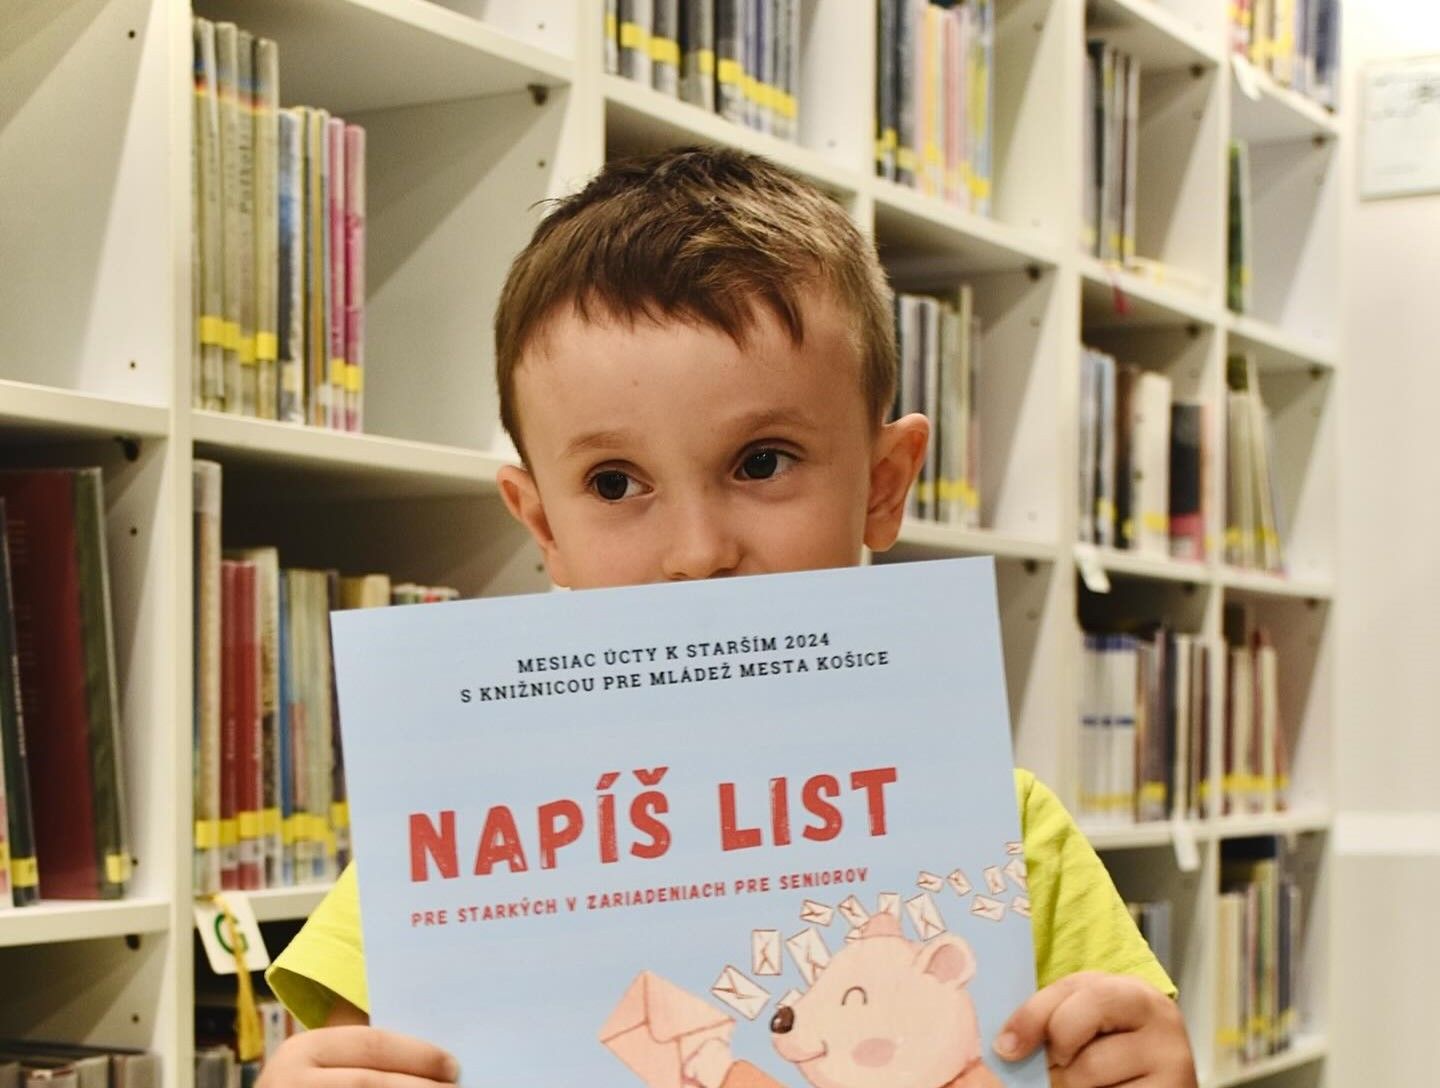 MESIAC ÚCTY K STARŠÍM 2024
S KNIŽNICOU PRE MLÁDEŽ MESTA KOŠICE
NAPÍŠ LIST
PRE STARKÝCH V ZARIADENIACH PRE SENIOROV
G